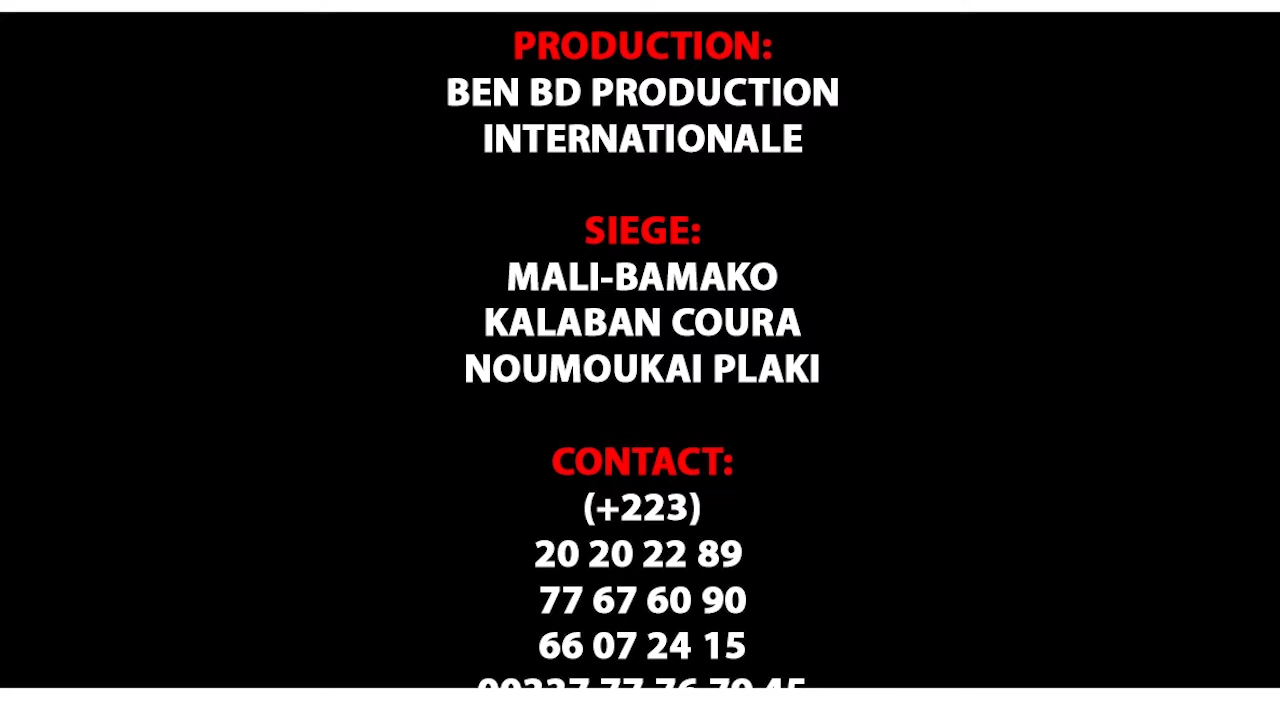 PRODUCTION:
BEN BD PRODUCTION
INTERNATIONALE
SIEGE:
MALI-BAMAKO
KALABAN COURA
NOUMOUKAI PLAKI
CONTACT:
(+223)
20 20 22 89
77 67 60 90
66 07 24 15